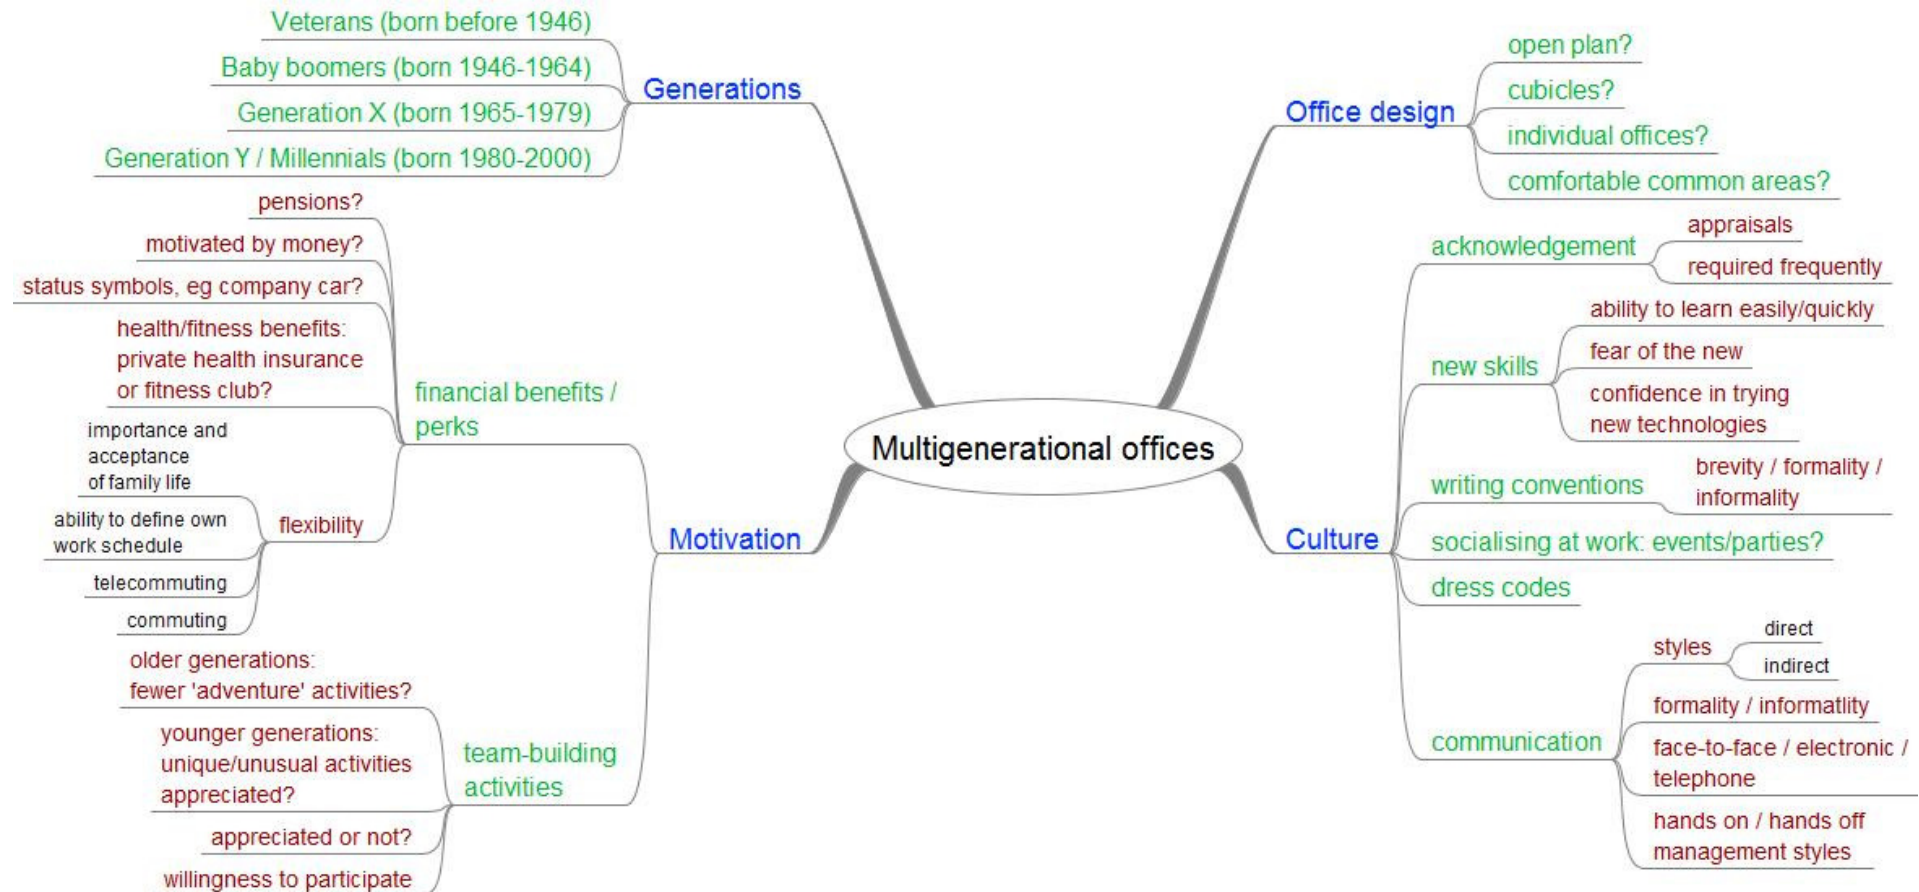 Multigenerational offices
Generations
Veterans (born before 1946)
Baby boomers (born 1946-1964)
Generation X (born 1965-1979)
Generation Y / Millennials (born 1980-2000)
Motivation
financial benefits /
perks
pensions?
motivated by money?
status symbols, eg company car?
health/fitness benefits:
private health insurance
or fitness club?
flexibility
importance and
acceptance
of family life
ability to define own
work schedule
telecommuting
commuting
team-building
activities
older generations:
fewer 'adventure' activities?
younger generations:
unique/unusual activities
appreciated?
appreciated or not?
willingness to participate
Office design
open plan?
cubicles?
individual offices?
comfortable common areas?
Culture
acknowledgement
appraisals
required frequently
new skills
ability to learn easily/quickly
fear of the new
confidence in trying
new technologies
writing conventions
brevity / formality /
informality
socialising at work: events/parties?
dress codes
communication
styles
direct
indirect
formality / informatlity
face-to-face / electronic /
telephone
hands on / hands off
management styles